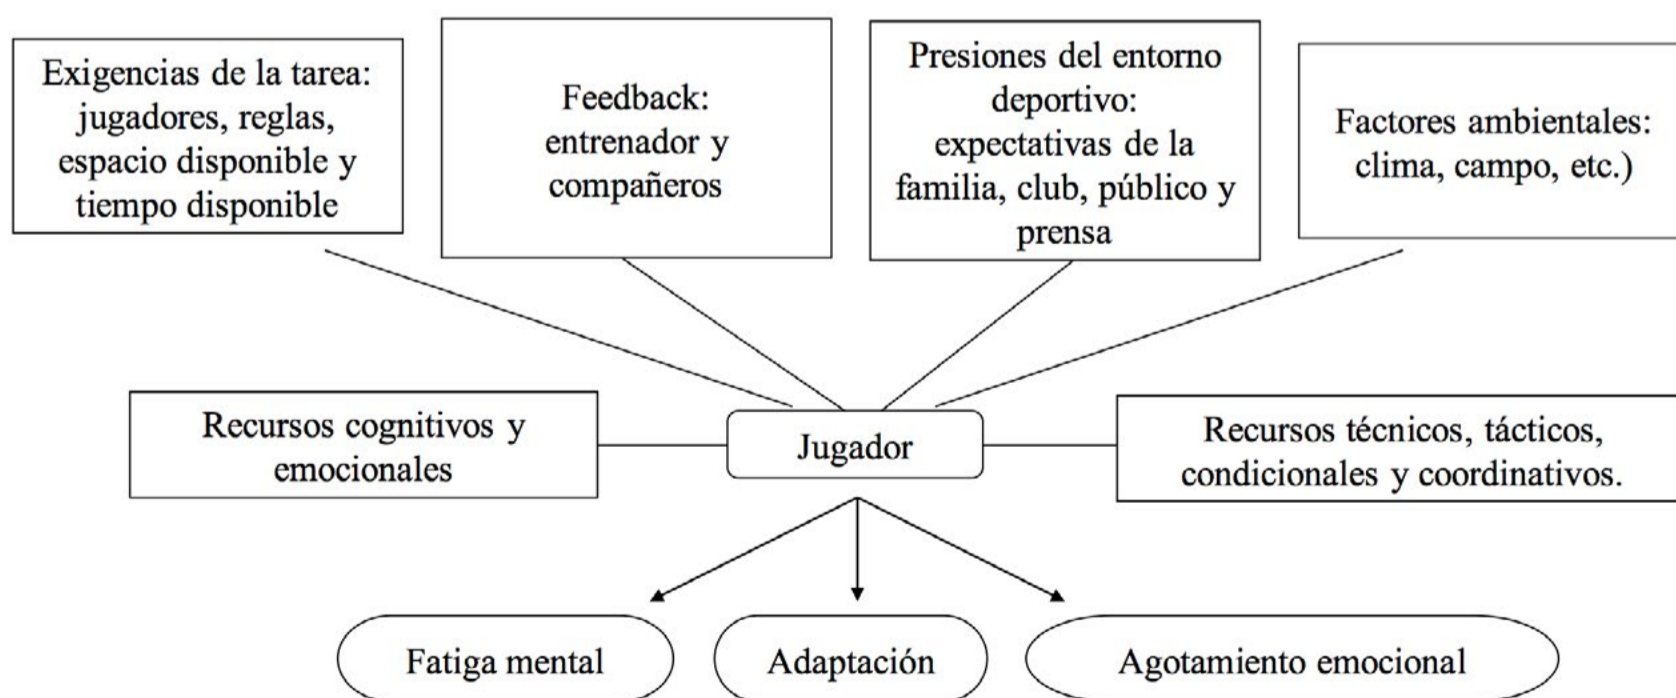 Exigencias de la tarea:
jugadores, reglas,
espacio disponible y
tiempo disponible
Feedback:
entrenador y
compañeros
Presiones del entorno
deportivo:
expectativas de la
familia, club, público y
prensa
Factores ambientales:
clima, campo, etc.)
Recursos cognitivos y
emocionales
Jugador
Recursos técnicos, tácticos,
condicionales y coordinativos.
Fatiga mental
Adaptación
Agotamiento emocional